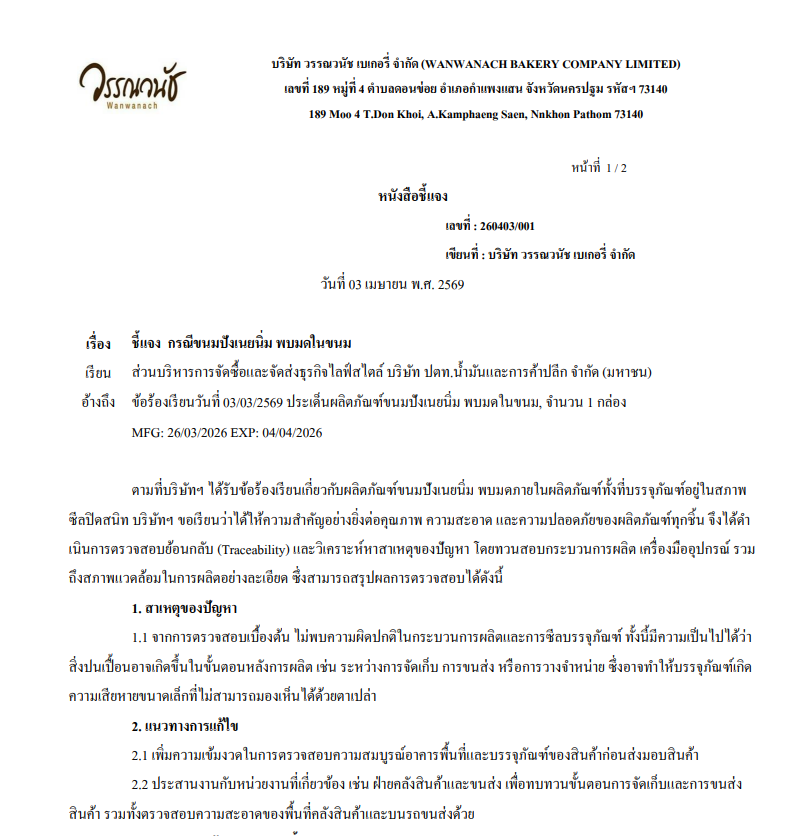 วรรณวนัช
Wanwanach
บริษัท วรรณวนัช เบเกอรี่ จำกัด (WANWANACH BAKERY COMPANY LIMITED)
เลขที่ 189 หมู่ที่ 4 ตำบลดอนข่อย อำเภอกำแพงแสน จังหวัดนครปฐม รหัสฯ 73140
189 Moo 4 T.Don Khoi, A.Kamphaeng Saen, Nnkhon Pathom 73140
หน้าที่ 1 / 2
หนังสือชี้แจง
เลขที่ : 260403/001
เขียนที่ : บริษัท วรรณวนัช เบเกอรี่ จำกัด
วันที่ 03 เมษายน พ.ศ. 2569
เรื่อง ชี้แจง กรณีขนมปังเนยนิ่ม พบมดในขนม
เรียน ส่วนบริหารการจัดซื้อและจัดส่งธุรกิจไลฟ์สไตล์ บริษัท ปตท.น้ำมันและการค้าปลีก จำกัด (มหาชน)
อ้างถึง ข้อร้องเรียนวันที่ 03/03/2569 ประเด็นผลิตภัณฑ์ขนมปังเนยนิ่ม พบมดในขนม, จำนวน 1 กล่อง
MFG: 26/03/2026 EXP: 04/04/2026
ตามที่บริษัทฯ ได้รับข้อร้องเรียนเกี่ยวกับผลิตภัณฑ์ขนมปังเนยนิ่ม พบมดภายในผลิตภัณฑ์ทั้งที่บรรจุภัณฑ์อยู่ในสภาพ
ซีลปิดสนิท บริษัทฯ ขอเรียนว่าได้ให้ความสำคัญอย่างยิ่งต่อคุณภาพ ความสะอาด และความปลอดภัยของผลิตภัณฑ์ทุกชิ้น จึงได้ดำ
เนินการตรวจสอบย้อนกลับ (Traceability) และวิเคราะห์หาสาเหตุของปัญหา โดยทวนสอบกระบวนการผลิต เครื่องมืออุปกรณ์ รวม
ถึงสภาพแวดล้อมในการผลิตอย่างละเอียด ซึ่งสามารถสรุปผลการตรวจสอบได้ดังนี้
1. สาเหตุของปัญหา
1.1 จากการตรวจสอบเบื้องต้น ไม่พบความผิดปกติในกระบวนการผลิตและการซีลบรรจุภัณฑ์ ทั้งนี้มีความเป็นไปได้ว่า
สิ่งปนเปื้อนอาจเกิดขึ้นในขั้นตอนหลังการผลิต เช่น ระหว่างการจัดเก็บ การขนส่ง หรือการวางจำหน่าย ซึ่งอาจทำให้บรรจุภัณฑ์เกิด
ความเสียหายขนาดเล็กที่ไม่สามารถมองเห็นได้ด้วยตาเปล่า
2. แนวทางการแก้ไข
2.1 เพิ่มความเข้มงวดในการตรวจสอบความสมบูรณ์อาคารพื้นที่และบรรจุภัณฑ์ของสินค้าก่อนส่งมอบสินค้า
2.2 ประสานงานกับหน่วยงานที่เกี่ยวข้อง เช่น ฝ่ายคลังสินค้าและขนส่ง เพื่อทบทวนขั้นตอนการจัดเก็บและการขนส่ง
สินค้า รวมทั้งตรวจสอบความสะอาดของพื้นที่คลังสินค้าและบนรถขนส่งด้วย